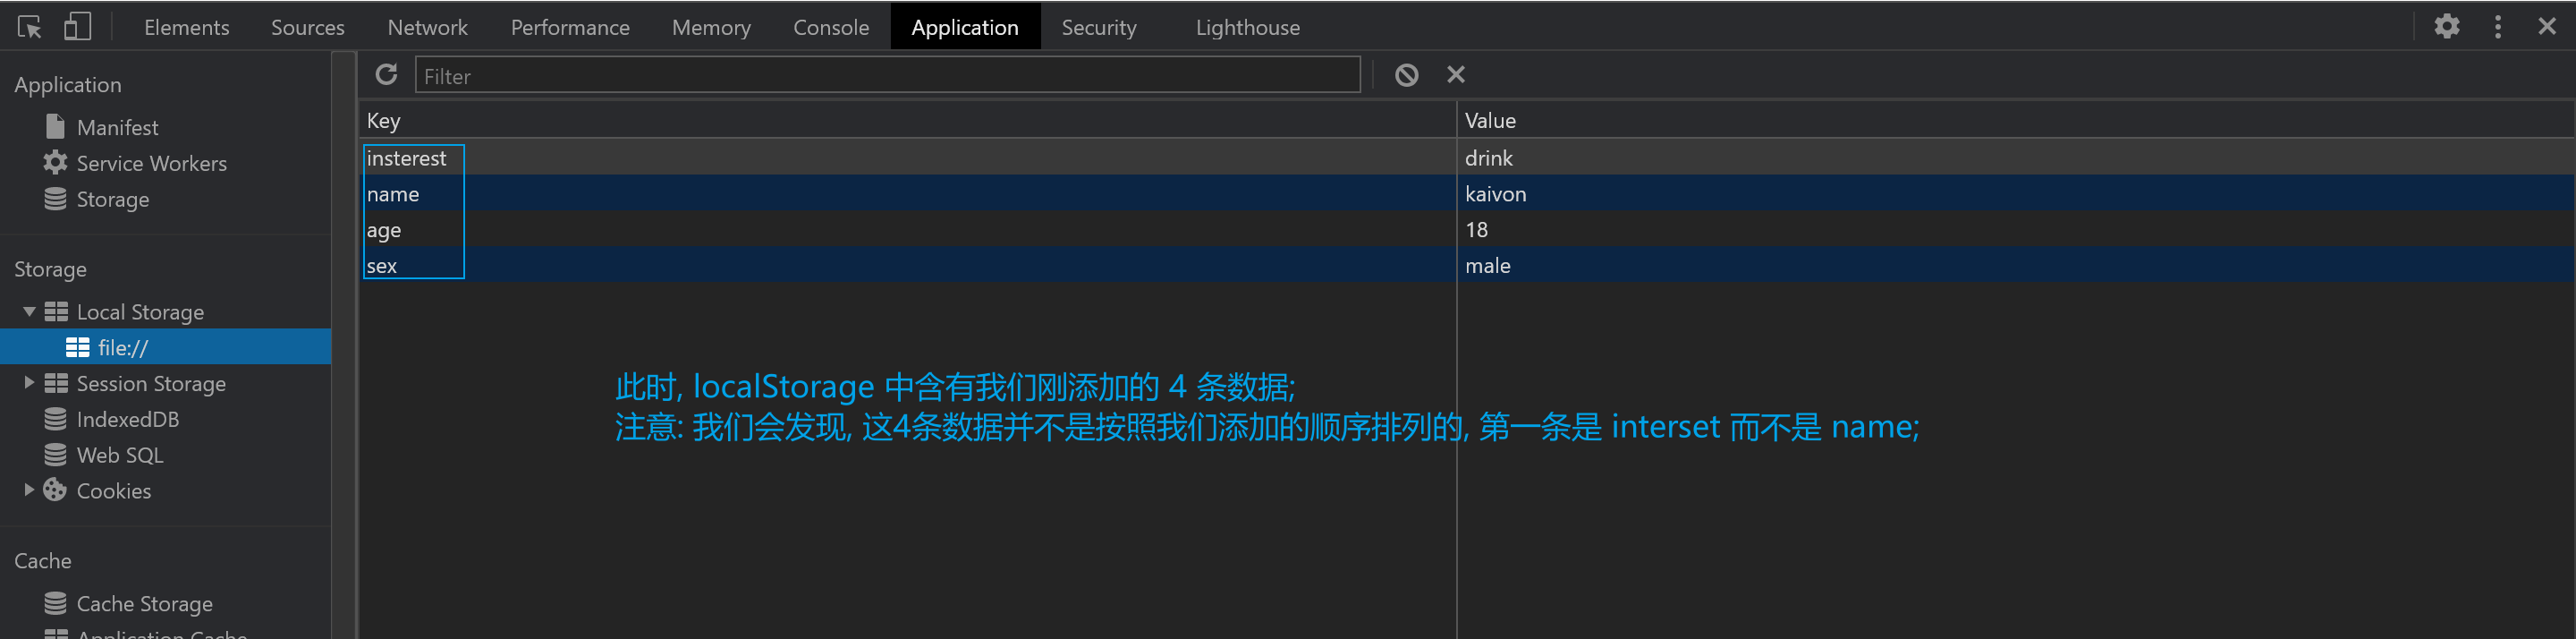 Elements Sources Network Performance Memory Console Application Security Lighthouse
Application
Manifest
Service Workers
Storage
Storage
Local Storage
file://
Session Storage
IndexedDB
Web SQL
Cookies
Cache
Cache Storage
Application Cache
Filter
Key Value
insterest drink
name kaivon
age 18
sex male
此时, localStorage 中含有我们刚添加的 4 条数据;
注意: 我们会发现, 这4条数据并不是按照我们添加的顺序排列的, 第一条是 interset 而不是 name;